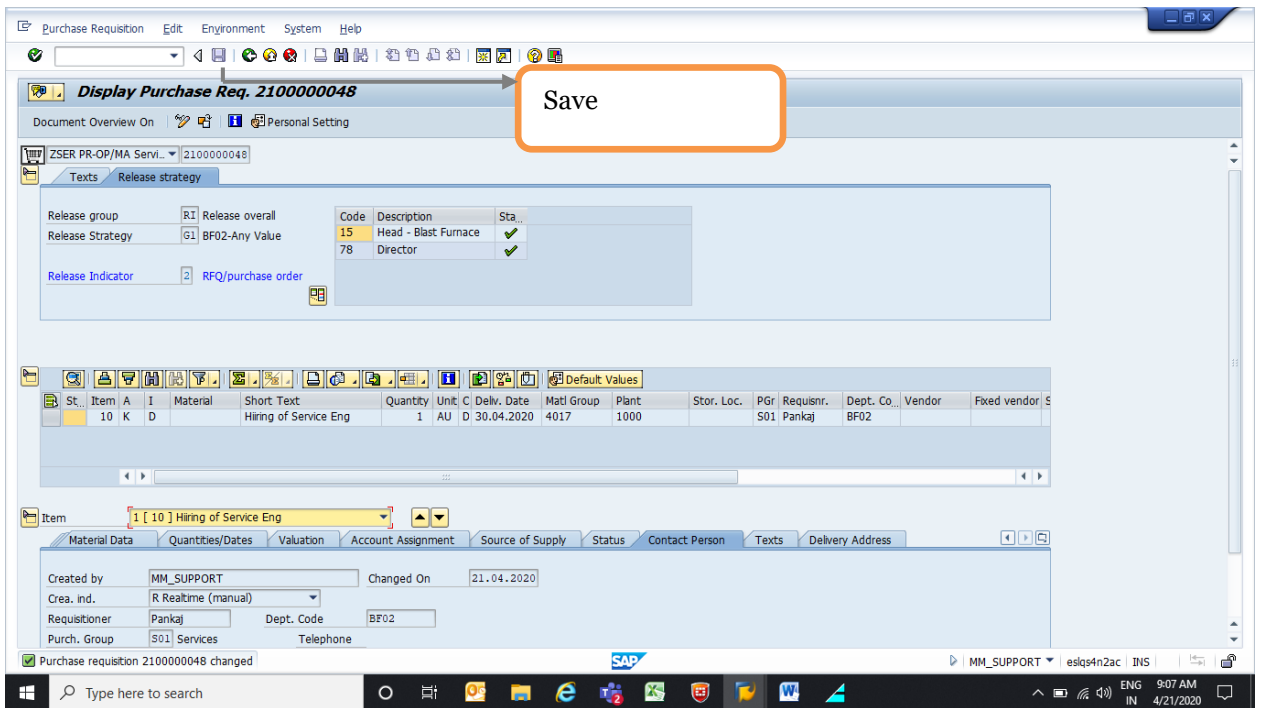 Purchase Requisition Edit Environment System Help
Save
Display Purchase Req. 2100000048
Document Overview On Personal Setting
ZSER PR-OP/MA Servi... 2100000048
Texts Release strategy
Release group RI Release overall Code Description Sta...
Release Strategy G1 BF02-Any Value 15 Head - Blast Furnace
78 Director
Release Indicator 2 RFQ/purchase order
Default Values
St... Item A I Material Short Text Quantity Unit C Deliv. Date Matl Group Plant Stor. Loc. PGr Requisnr. Dept. Co... Vendor Fixed vendor S
10 K D Hiring of Service Eng 1 AU D 30.04.2020 4017 1000 S01 Pankaj BF02
Item 1 [ 10 ] Hiring of Service Eng
Material Data Quantities/Dates Valuation Account Assignment Source of Supply Status Contact Person Texts Delivery Address
Created by MM_SUPPORT Changed On 21.04.2020
Crea. ind. R Realtime (manual)
Requisitioner Pankaj Dept. Code BF02
Purch. Group S01 Services Telephone
Purchase requisition 2100000048 changed SAP MM_SUPPORT eslqs4n2ac INS
Type here to search ENG 9:07 AM
IN 4/21/2020